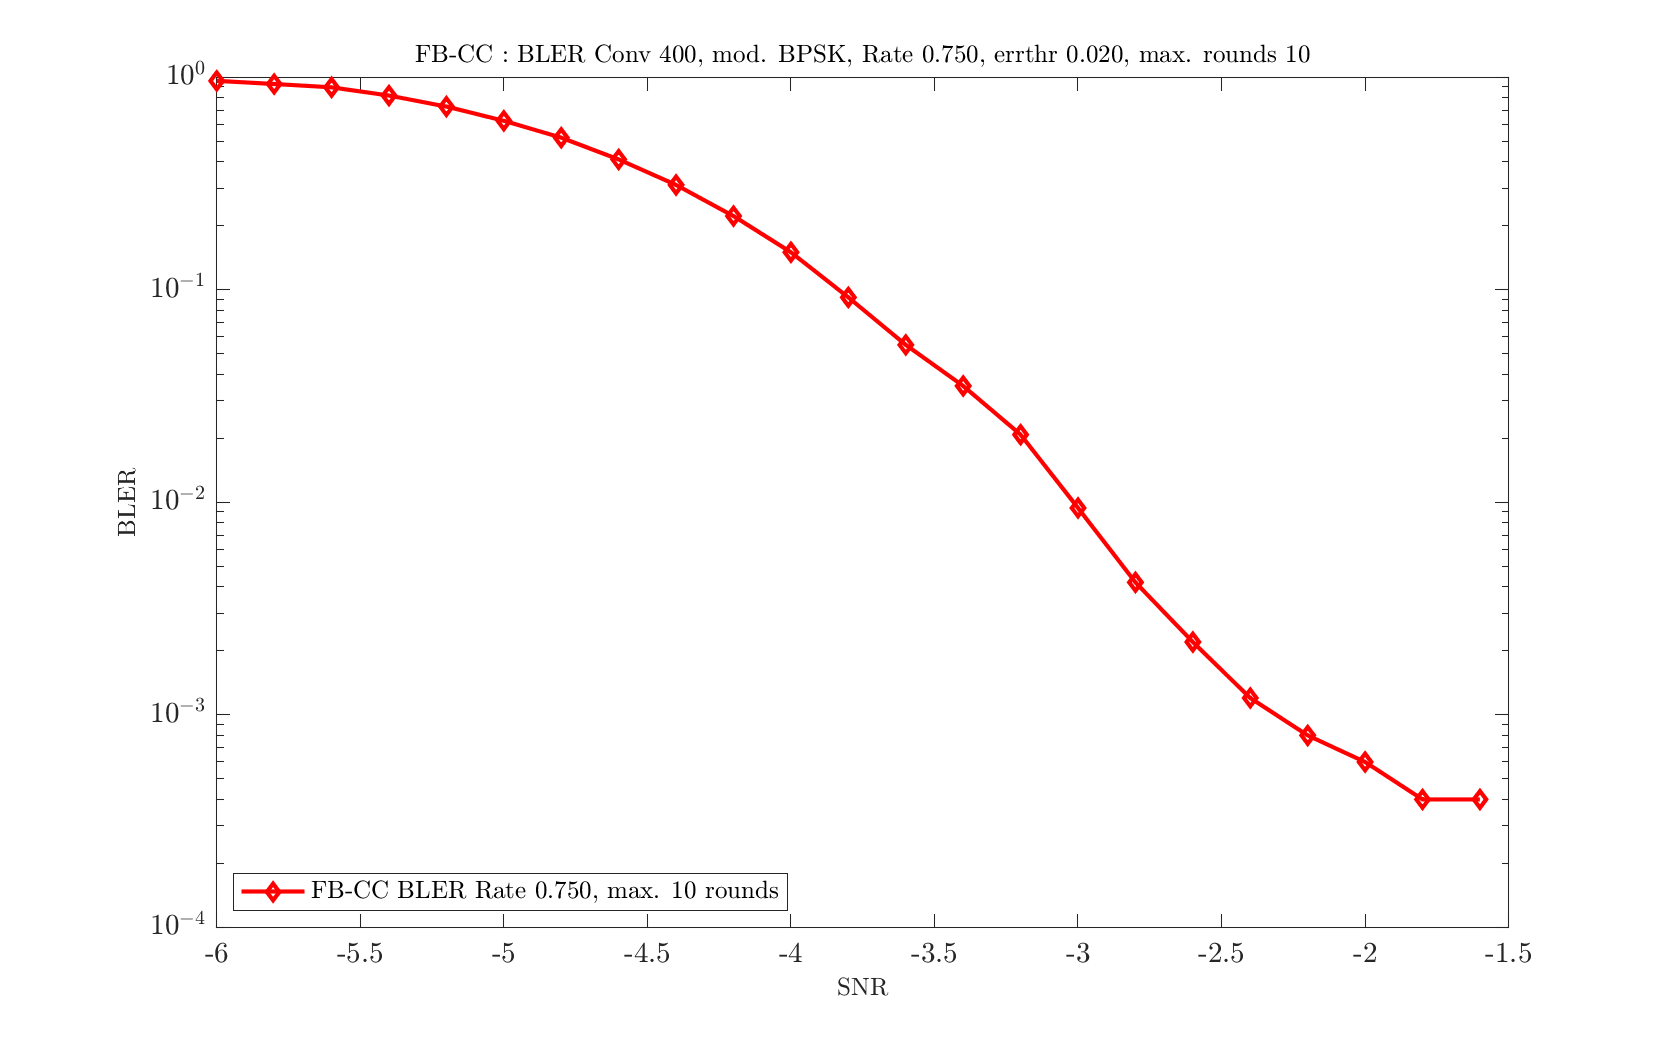 FB-CC : BLER Conv 400, mod. BPSK, Rate 0.750, errthr 0.020, max. rounds 10
10^0
10^-1
10^-2
10^-3
10^-4
BLER
FB-CC BLER Rate 0.750, max. 10 rounds
-6 -5.5 -5 -4.5 -4 -3.5 -3 -2.5 -2 -1.5
SNR